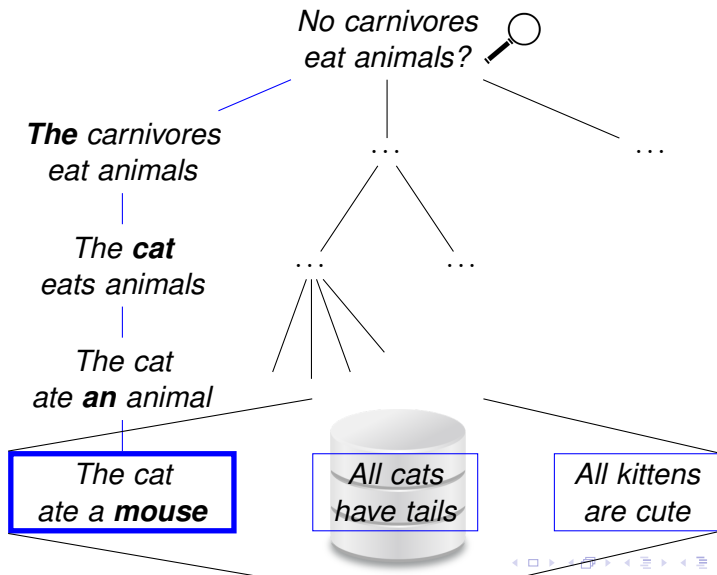 No carnivores
eat animals?
The carnivores
eat animals
...
...
The cat
eats animals
...
...
The cat
ate an animal
The cat
ate a mouse
All cats
have tails
All kittens
are cute